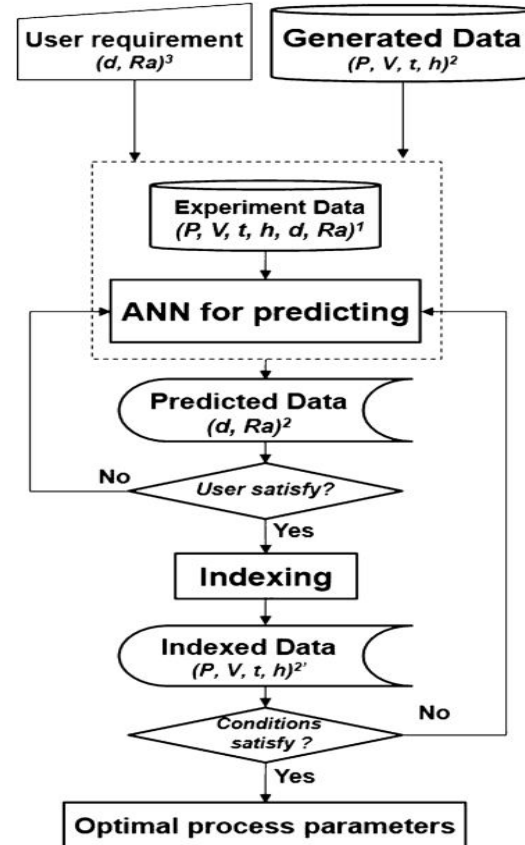 User requirement
(d, Ra)³
Generated Data
(P, V, t, h)²
Experiment Data
(P, V, t, h, d, Ra)¹
ANN for predicting
Predicted Data
(d, Ra)²
No
User satisfy?
Yes
Indexing
Indexed Data
(P, V, t, h)²'
No
Conditions
satisfy ?
Yes
Optimal process parameters